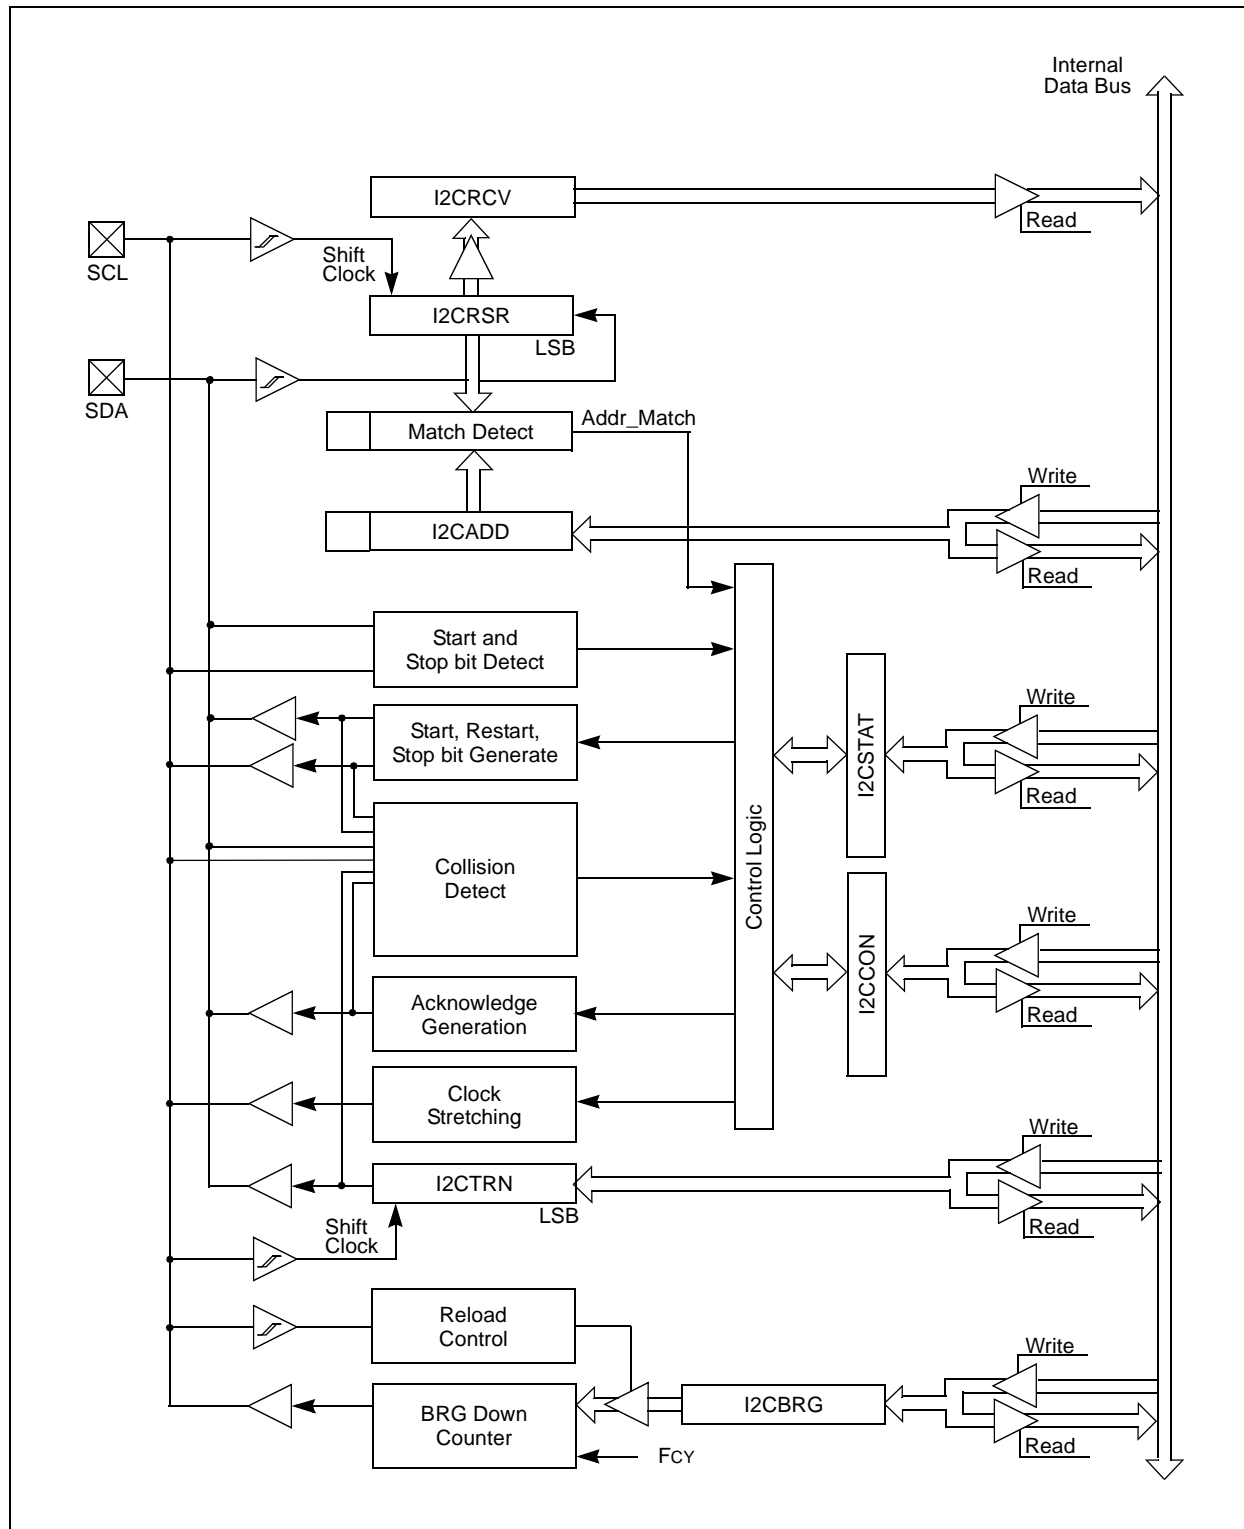 Internal
Data Bus
I2CRCV
Read
SCL
Shift
Clock
I2CRSR
LSB
SDA
Match Detect
Addr_Match
Write
I2CADD
Read
Start and
Stop bit Detect
Write
Start, Restart,
Stop bit Generate
I2CSTAT
Read
Control Logic
Collision
Detect
Write
I2CCON
Acknowledge
Generation
Read
Clock
Stretching
Write
I2CTRN
LSB
Shift
Clock
Read
Reload
Control
Write
I2CBRG
BRG Down
Counter
Read
FCY